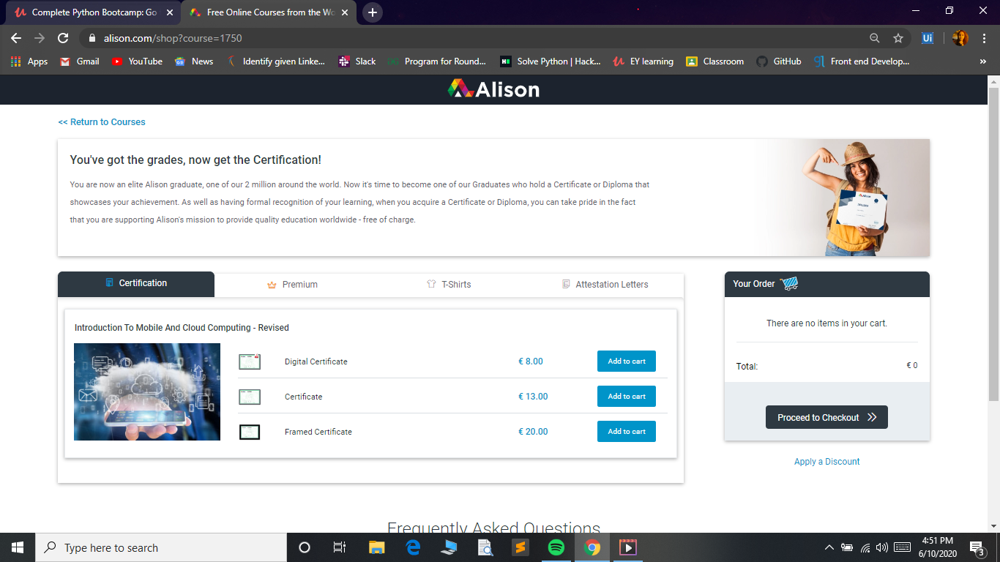 Complete Python Bootcamp: Go
Free Online Courses from the Wo
alison.com/shop?course=1750
Apps
Gmail
YouTube
News
Identify given Linke...
Slack
Program for Round...
Solve Python | Hack...
EY learning
Classroom
GitHub
Front end Develop...
Alison
<< Return to Courses
You've got the grades, now get the Certification!
You are now an elite Alison graduate, one of our 2 million around the world. Now it's time to become one of our Graduates who hold a Certificate or Diploma that
showcases your achievement. As well as having formal recognition of your learning, when you acquire a Certificate or Diploma, you can take pride in the fact
that you are supporting Alison's mission to provide quality education worldwide - free of charge.
Certification
Premium
T-Shirts
Attestation Letters
Introduction To Mobile And Cloud Computing - Revised
Digital Certificate € 8.00 Add to cart
Certificate € 13.00 Add to cart
Framed Certificate € 20.00 Add to cart
Your Order
There are no items in your cart.
Total: € 0
Proceed to Checkout
Apply a Discount
Frequently Asked Questions
Type here to search
4:51 PM
6/10/2020
3